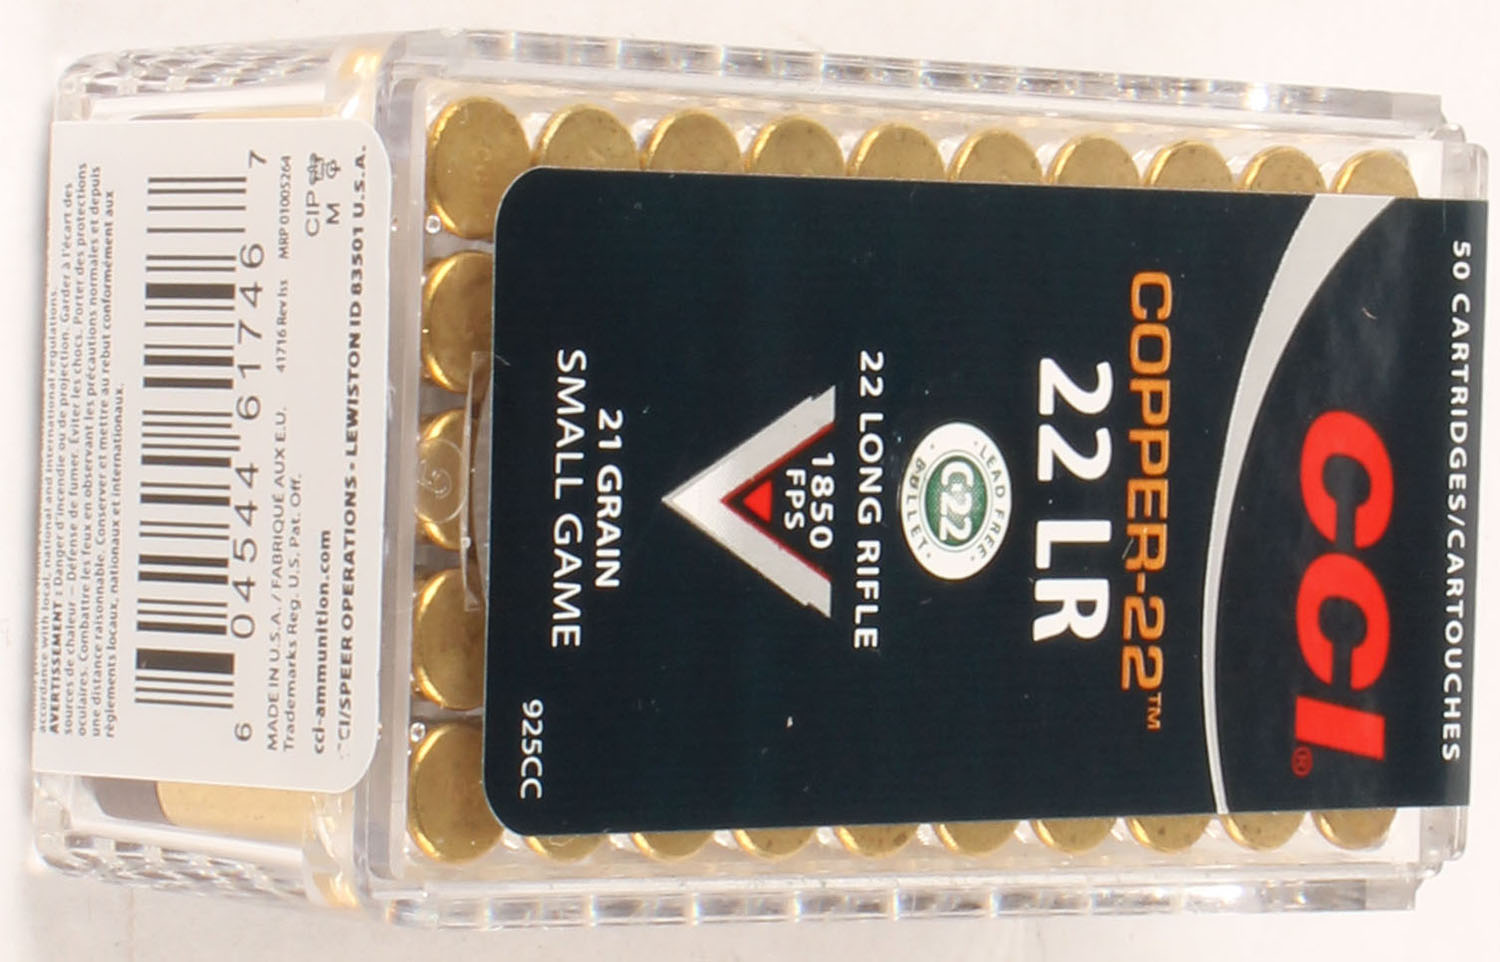 50 CARTRIDGES/CARTOUCHES
CCI®
COPPER-22™
22 LR
LEAD FREE
C22
BULLET
22 LONG RIFLE
1850
FPS
21 GRAIN
SMALL GAME
925CC
accordance with local, national and international regulations.
AVERTISSEMENT : Danger d'incendie ou de projection. Garder à l'écart des
sources de chaleur – Défense de fumer. Éviter les chocs. Porter des protections
oculaires. Combattre les feux en observant les précautions normales et depuis
une distance raisonnable. Conserver et mettre au rebut conformément aux
règlements locaux, nationaux et internationaux.
6 04544 61746 7
MADE IN U.S.A. / FABRIQUÉ AUX E.U. 41716 Rev Iss MRP 01005264
Trademarks Reg. U.S. Pat. Off.
CIP
M
cci-ammunition.com
CCI/SPEER OPERATIONS - LEWISTON ID 83501 U.S.A.